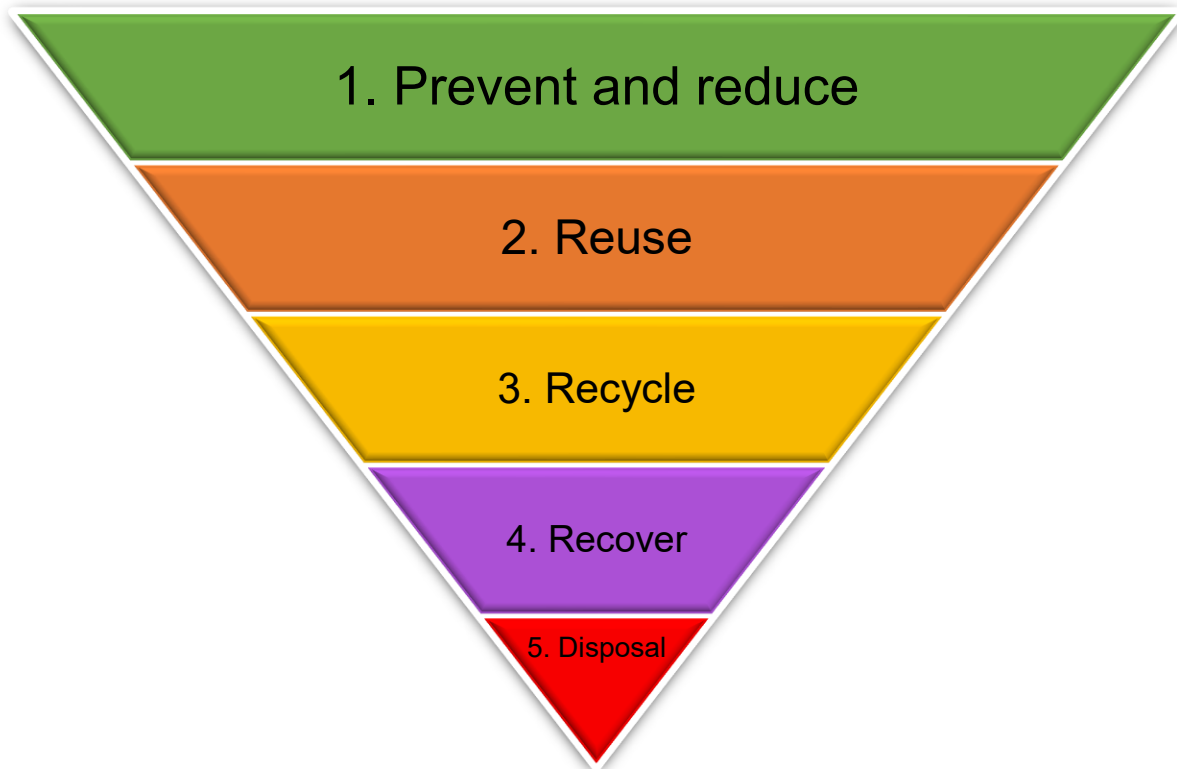 1. Prevent and reduce
2. Reuse
3. Recycle
4. Recover
5. Disposal